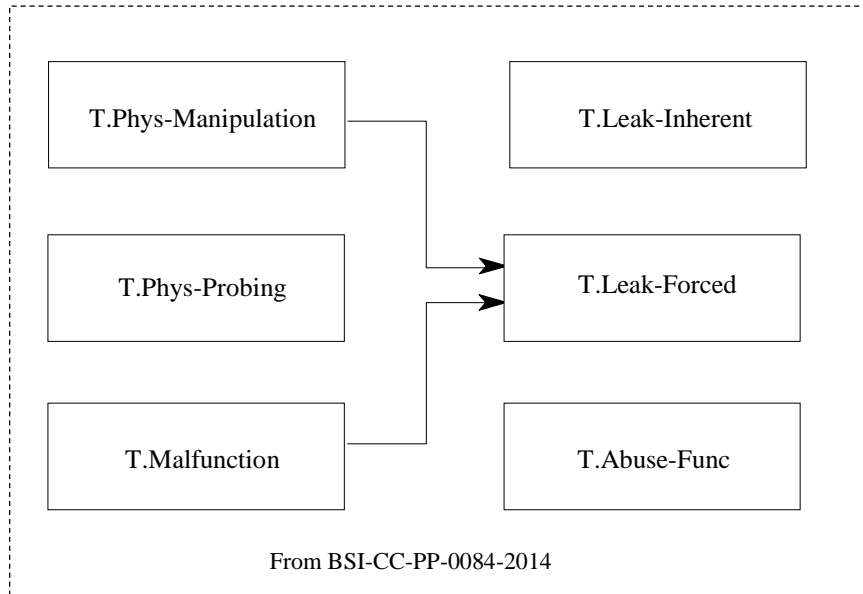 T.Phys-Manipulation
T.Leak-Inherent
T.Phys-Probing
T.Leak-Forced
T.Malfunction
T.Abuse-Func
From BSI-CC-PP-0084-2014